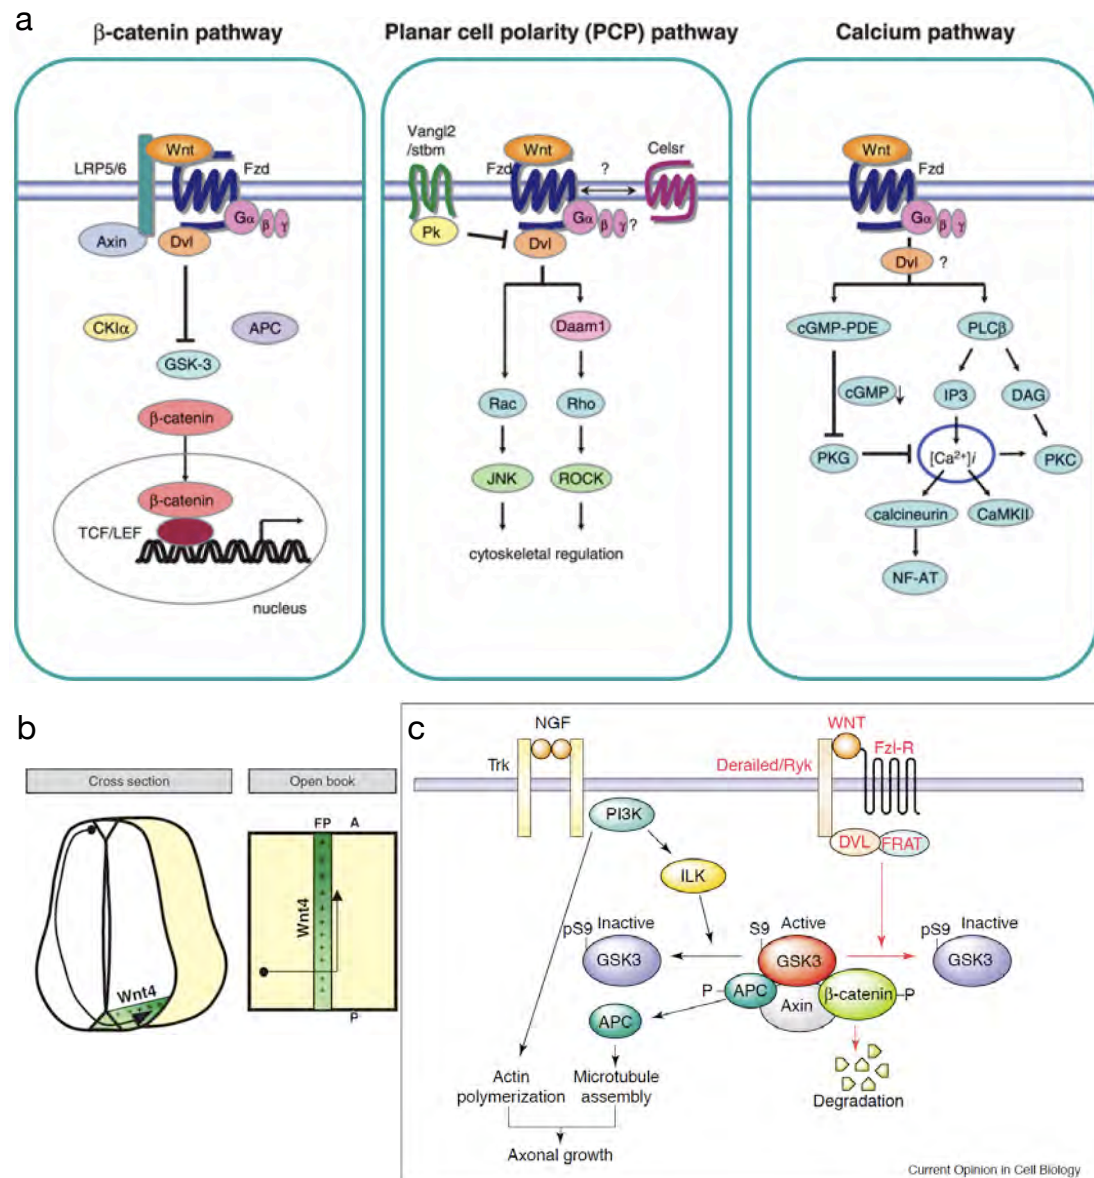 a
β-catenin pathway
Wnt
LRP5/6
Fzd
Gα
β
γ
Axin
Dvl
CKIα
APC
GSK-3
β-catenin
β-catenin
TCF/LEF
nucleus
Planar cell polarity (PCP) pathway
Vangl2
/stbm
Wnt
Celsr
Fzd
?
Gα
β
γ
?
Pk
Dvl
Daam1
Rac
Rho
JNK
ROCK
cytoskeletal regulation
Calcium pathway
Wnt
Fzd
Gα
β
γ
Dvl
?
cGMP-PDE
PLCβ
cGMP
IP3
DAG
PKG
[Ca²⁺]i
PKC
calcineurin
CaMKII
NF-AT
b
Cross section
Wnt4
Open book
FP
A
Wnt4
P
c
NGF
Trk
WNT
Fzl-R
Derailed/Ryk
PI3K
DVL
FRAT
ILK
pS9
Inactive
GSK3
S9
Active
GSK3
pS9
Inactive
GSK3
P
APC
Axin
β-catenin
P
APC
Actin
polymerization
Microtubule
assembly
Degradation
Axonal growth
Current Opinion in Cell Biology